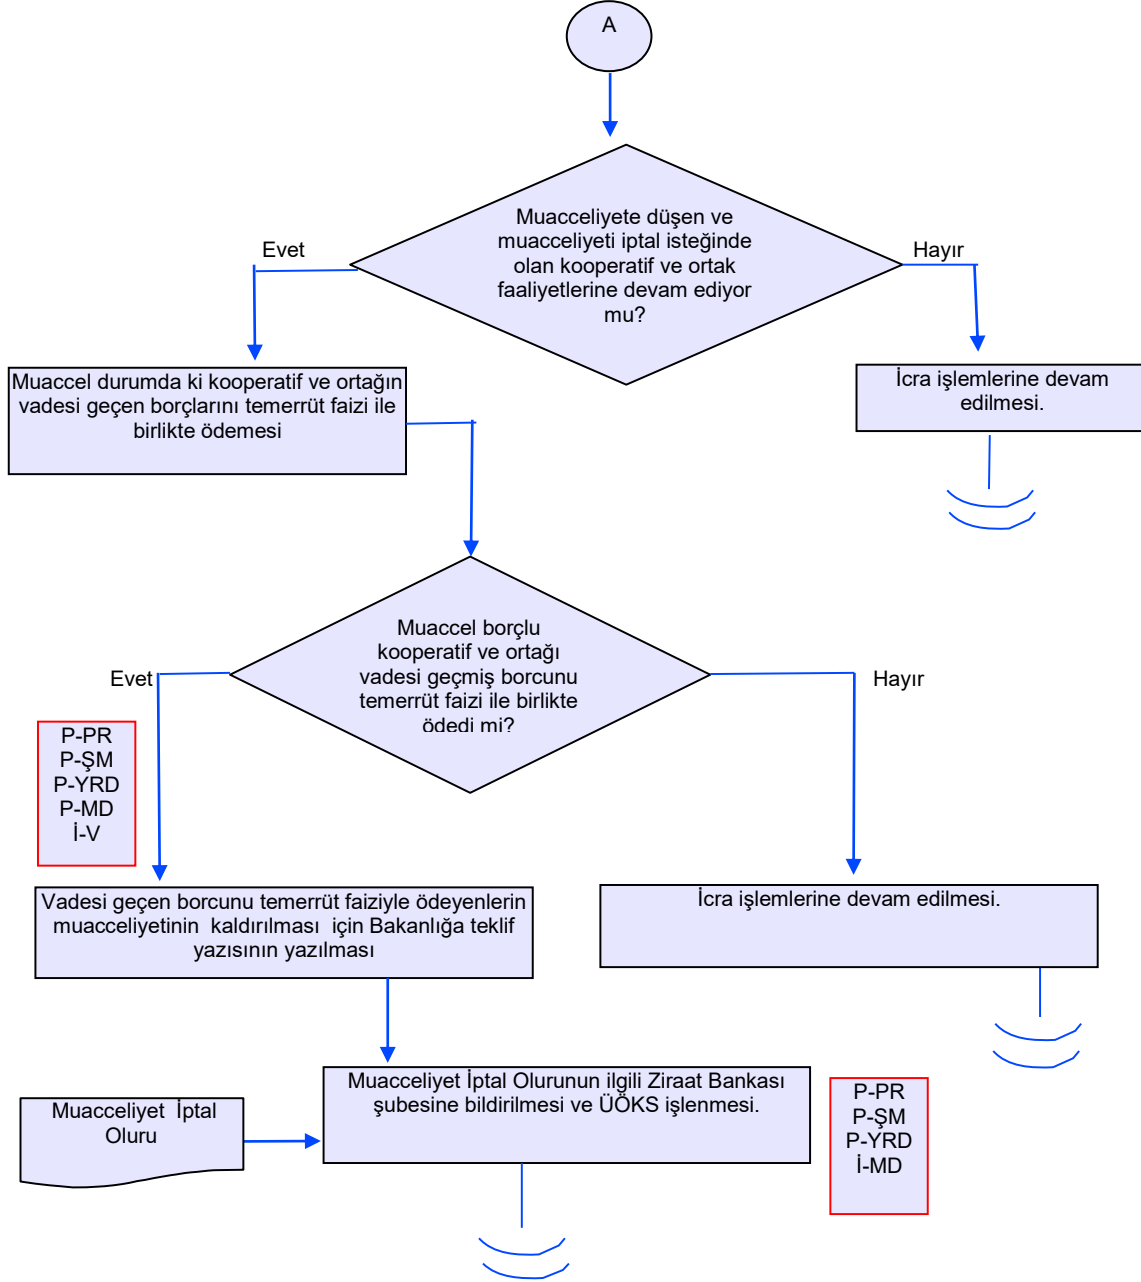 A
Muacceliyete düşen ve
muacceliyeti iptal isteğinde
olan kooperatif ve ortak
faaliyetlerine devam ediyor
mu?
Evet
Hayır
Muaccel durumda ki kooperatif ve ortağın
vadesi geçen borçlarını temerrüt faizi ile
birlikte ödemesi
İcra işlemlerine devam
edilmesi.
Muaccel borçlu
kooperatif ve ortağı
vadesi geçmiş borcunu
temerrüt faizi ile birlikte
ödedi mi?
Evet
Hayır
P-PR
P-ŞM
P-YRD
P-MD
İ-V
Vadesi geçen borcunu temerrüt faiziyle ödeyenlerin
muacceliyetinin kaldırılması için Bakanlığa teklif
yazısının yazılması
İcra işlemlerine devam edilmesi.
Muacceliyet İptal Olurunun ilgili Ziraat Bankası
şubesine bildirilmesi ve ÜÖKS işlenmesi.
Muacceliyet İptal
Oluru
P-PR
P-ŞM
P-YRD
İ-MD